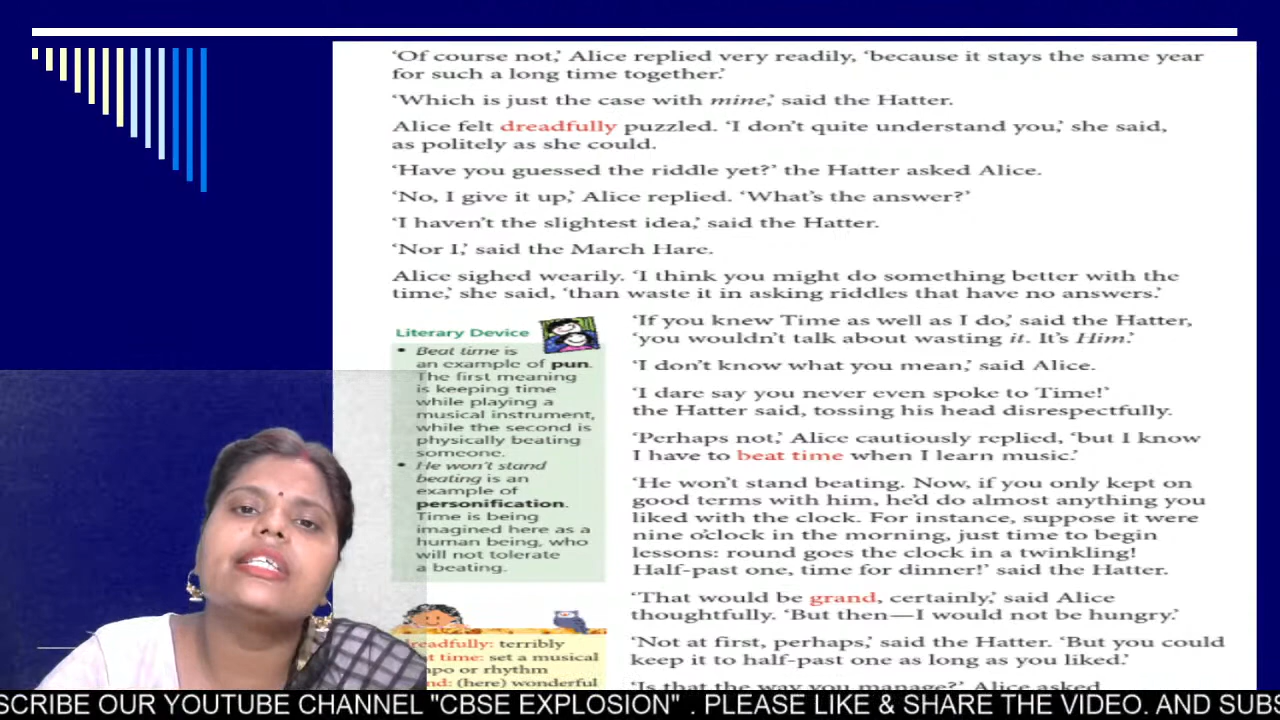 ‘Of course not,’ Alice replied very readily, ‘because it stays the same year
for such a long time together.’
‘Which is just the case with mine,’ said the Hatter.
Alice felt dreadfully puzzled. ‘I don’t quite understand you,’ she said,
as politely as she could.
‘Have you guessed the riddle yet?’ the Hatter asked Alice.
‘No, I give it up,’ Alice replied. ‘What’s the answer?’
‘I haven’t the slightest idea,’ said the Hatter.
‘Nor I,’ said the March Hare.
Alice sighed wearily. ‘I think you might do something better with the
time,’ she said, ‘than waste it in asking riddles that have no answers.’
Literary Device
• Beat time is
an example of pun.
The first meaning
is keeping time
while playing a
musical instrument,
while the second is
physically beating
someone.
• He won’t stand
beating is an
example of
personification.
Time is being
imagined here as a
human being, who
will not tolerate
a beating.
‘If you knew Time as well as I do,’ said the Hatter,
‘you wouldn’t talk about wasting it. It’s Him.’
‘I don’t know what you mean,’ said Alice.
‘I dare say you never even spoke to Time!’
the Hatter said, tossing his head disrespectfully.
‘Perhaps not,’ Alice cautiously replied, ‘but I know
I have to beat time when I learn music.’
‘He won’t stand beating. Now, if you only kept on
good terms with him, he’d do almost anything you
liked with the clock. For instance, suppose it were
nine o’clock in the morning, just time to begin
lessons: round goes the clock in a twinkling!
Half-past one, time for dinner!’ said the Hatter.
‘That would be grand, certainly,’ said Alice
thoughtfully. ‘But then—I would not be hungry.’
‘Not at first, perhaps,’ said the Hatter. ‘But you could
keep it to half-past one as long as you liked.’
‘Is that the way you manage?’ Alice asked
readfully: terribly
time: set a musical
mpo or rhythm
nd: (here) wonderful
SCRIBE OUR YOUTUBE CHANNEL "CBSE EXPLOSION" . PLEASE LIKE & SHARE THE VIDEO. AND SUBS